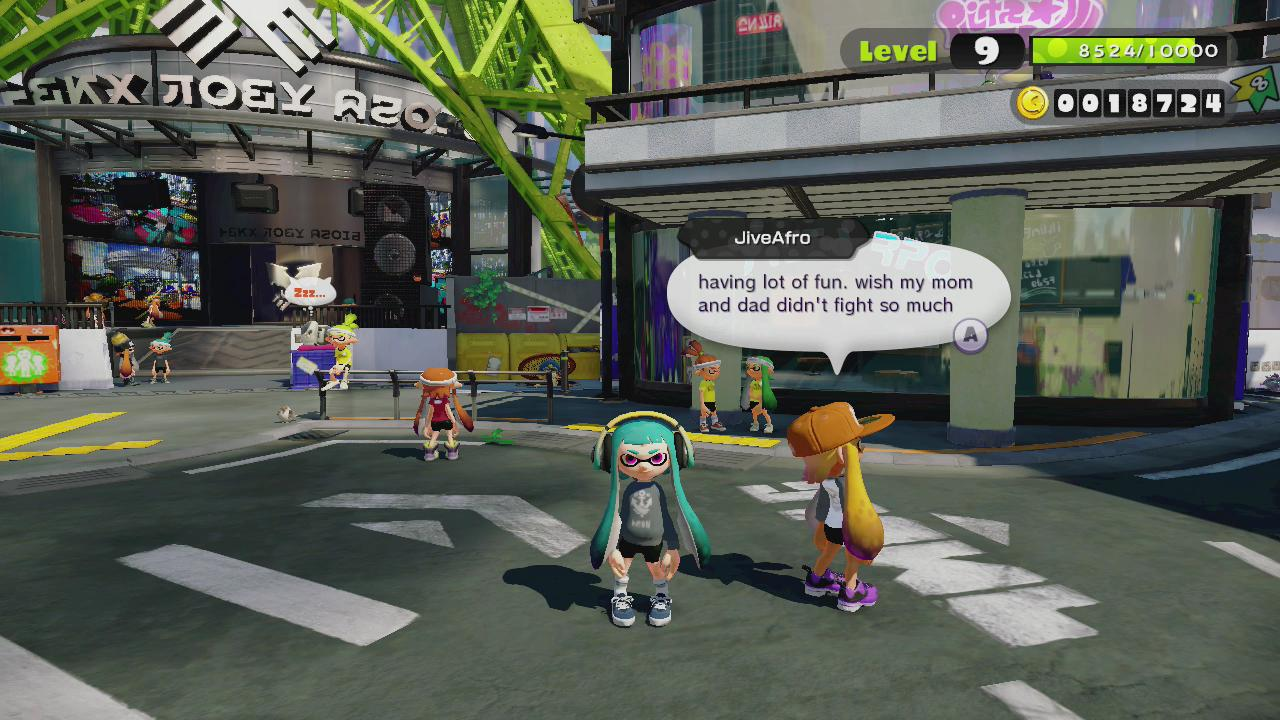 Level 9 8524/10000
0018724
JiveAfro
having lot of fun. wish my mom
and dad didn't fight so much
A
Zzz...